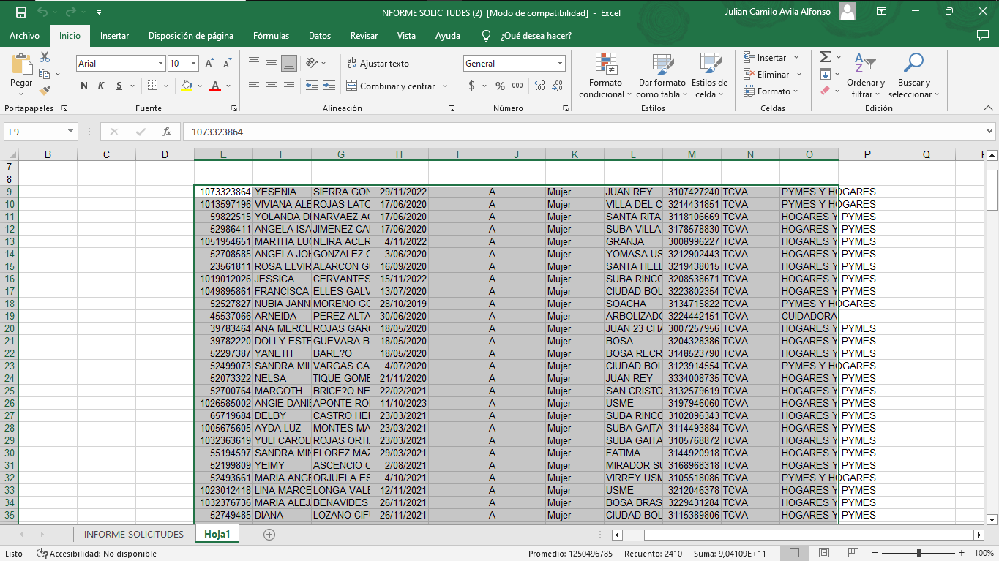 INFORME SOLICITUDES (2) [Modo de compatibilidad] - Excel
Julian Camilo Avila Alfonso
Archivo Inicio Insertar Disposición de página Fórmulas Datos Revisar Vista Ayuda ¿Qué desea hacer?
Pegar
Portapapeles
Arial 10
N K S
Fuente
Ajustar texto
Combinar y centrar
Alineación
General
$ % 000
Número
Formato condicional
Dar formato como tabla
Estilos de celda
Estilos
Insertar
Eliminar
Formato
Celdas
Ordenar y filtrar
Buscar y seleccionar
Edición
E9 fx 1073323864
B C D E F G H I J K L M N O P Q
7
8
9 1073323864 YESENIA SIERRA GON 29/11/2022 A Mujer JUAN REY 3107427240 TCVA PYMES Y HOGARES
10 1013597196 VIVIANA ALE ROJAS LATO 17/06/2020 A Mujer VILLA DEL C 3214431851 TCVA PYMES Y HOGARES
11 59822515 YOLANDA DI NARVAEZ AC 17/06/2020 A Mujer SANTA RITA 3118106669 TCVA HOGARES Y PYMES
12 52986411 ANGELA ISA JIMENEZ CA 17/06/2020 A Mujer SUBA VILLA 3178578830 TCVA HOGARES Y PYMES
13 1051954651 MARTHA LUC NEIRA ACER 4/11/2022 A Mujer GRANJA 3008996227 TCVA HOGARES Y PYMES
14 52708585 ANGELA JOH GONZALEZ C 3/06/2020 A Mujer YOMASA US 3212902443 TCVA HOGARES Y PYMES
15 23561811 ROSA ELVIR ALARCON G 16/09/2020 A Mujer SANTA HELE 3219438015 TCVA HOGARES Y PYMES
16 1019012026 JESSICA CERVANTES 15/11/2022 A Mujer SUBA RINCO 3208538671 TCVA HOGARES Y PYMES
17 1049895861 FRANCISCA ELLES GALV 13/07/2020 A Mujer CIUDAD BOL 3223802354 TCVA HOGARES Y PYMES
18 52527827 NUBIA JANN MORENO GO 28/10/2019 A Mujer SOACHA 3134715822 TCVA PYMES Y HOGARES
19 45537066 ARNEIDA PEREZ ALTA 30/06/2020 A Mujer ARBOLIZADO 3224442151 TCVA CUIDADORA
20 39783464 ANA MERCE ROJAS GAR 18/05/2020 A Mujer JUAN 23 CHA 3007257956 TCVA HOGARES Y PYMES
21 39782220 DOLLY ESTE GUEVARA B 18/05/2020 A Mujer BOSA 3204328386 TCVA HOGARES Y PYMES
22 52297387 YANETH BARE?O 18/05/2020 A Mujer BOSA RECR 3148523790 TCVA HOGARES Y PYMES
23 52499073 SANDRA MIL VARGAS CA 4/07/2020 A Mujer CIUDAD BOL 3123914554 TCVA PYMES Y HOGARES
24 52073322 NELSA TIQUE GOME 21/11/2020 A Mujer JUAN REY 3334008735 TCVA HOGARES Y PYMES
25 52700764 MARGOTH BRICE?O NE 22/02/2021 A Mujer SAN CRISTO 3132579619 TCVA HOGARES Y PYMES
26 1026585002 ANGIE DANIE APONTE RO 11/10/2023 A Mujer USME 3197946060 TCVA HOGARES Y PYMES
27 65719684 DELBY CASTRO HE 23/03/2021 A Mujer SUBA RINCO 3102096343 TCVA HOGARES Y PYMES
28 1005675605 AYDA LUZ MONTES MA 23/03/2021 A Mujer SUBA GAITA 3114493884 TCVA HOGARES Y PYMES
29 1032363619 YULI CAROL ROJAS ORTI 23/03/2021 A Mujer SUBA GAITA 3105768872 TCVA HOGARES Y PYMES
30 55194597 SANDRA MIN FLOREZ MAZ 29/03/2021 A Mujer FATIMA 3144920918 TCVA HOGARES Y PYMES
31 52199809 YEIMY ASCENCIO C 2/08/2021 A Mujer MIRADOR SU 3168968318 TCVA HOGARES Y PYMES
32 52493661 MARIA ANGE ORJUELA ES 4/10/2021 A Mujer VIRREY USM 3105518086 TCVA PYMES Y HOGARES
33 1023012418 LINA MARCE LONGA VALE 12/11/2021 A Mujer USME 3212046378 TCVA HOGARES Y PYMES
34 1032376736 MARIA ALEJ BENAVIDES 26/11/2021 A Mujer BOSA BRAS 3229431284 TCVA HOGARES Y PYMES
35 52749485 DIANA LOZANO CIF 26/11/2021 A Mujer CIUDAD BOL 3115389806 TCVA HOGARES Y PYMES
INFORME SOLICITUDES Hoja1
Listo Accesibilidad: No disponible Promedio: 1250496785 Recuento: 2410 Suma: 9,04109E+11 100%